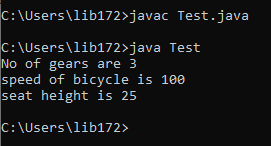 C:\Users\lib172>javac Test.java
C:\Users\lib172>java Test
No of gears are 3
speed of bicycle is 100
seat height is 25
C:\Users\lib172>